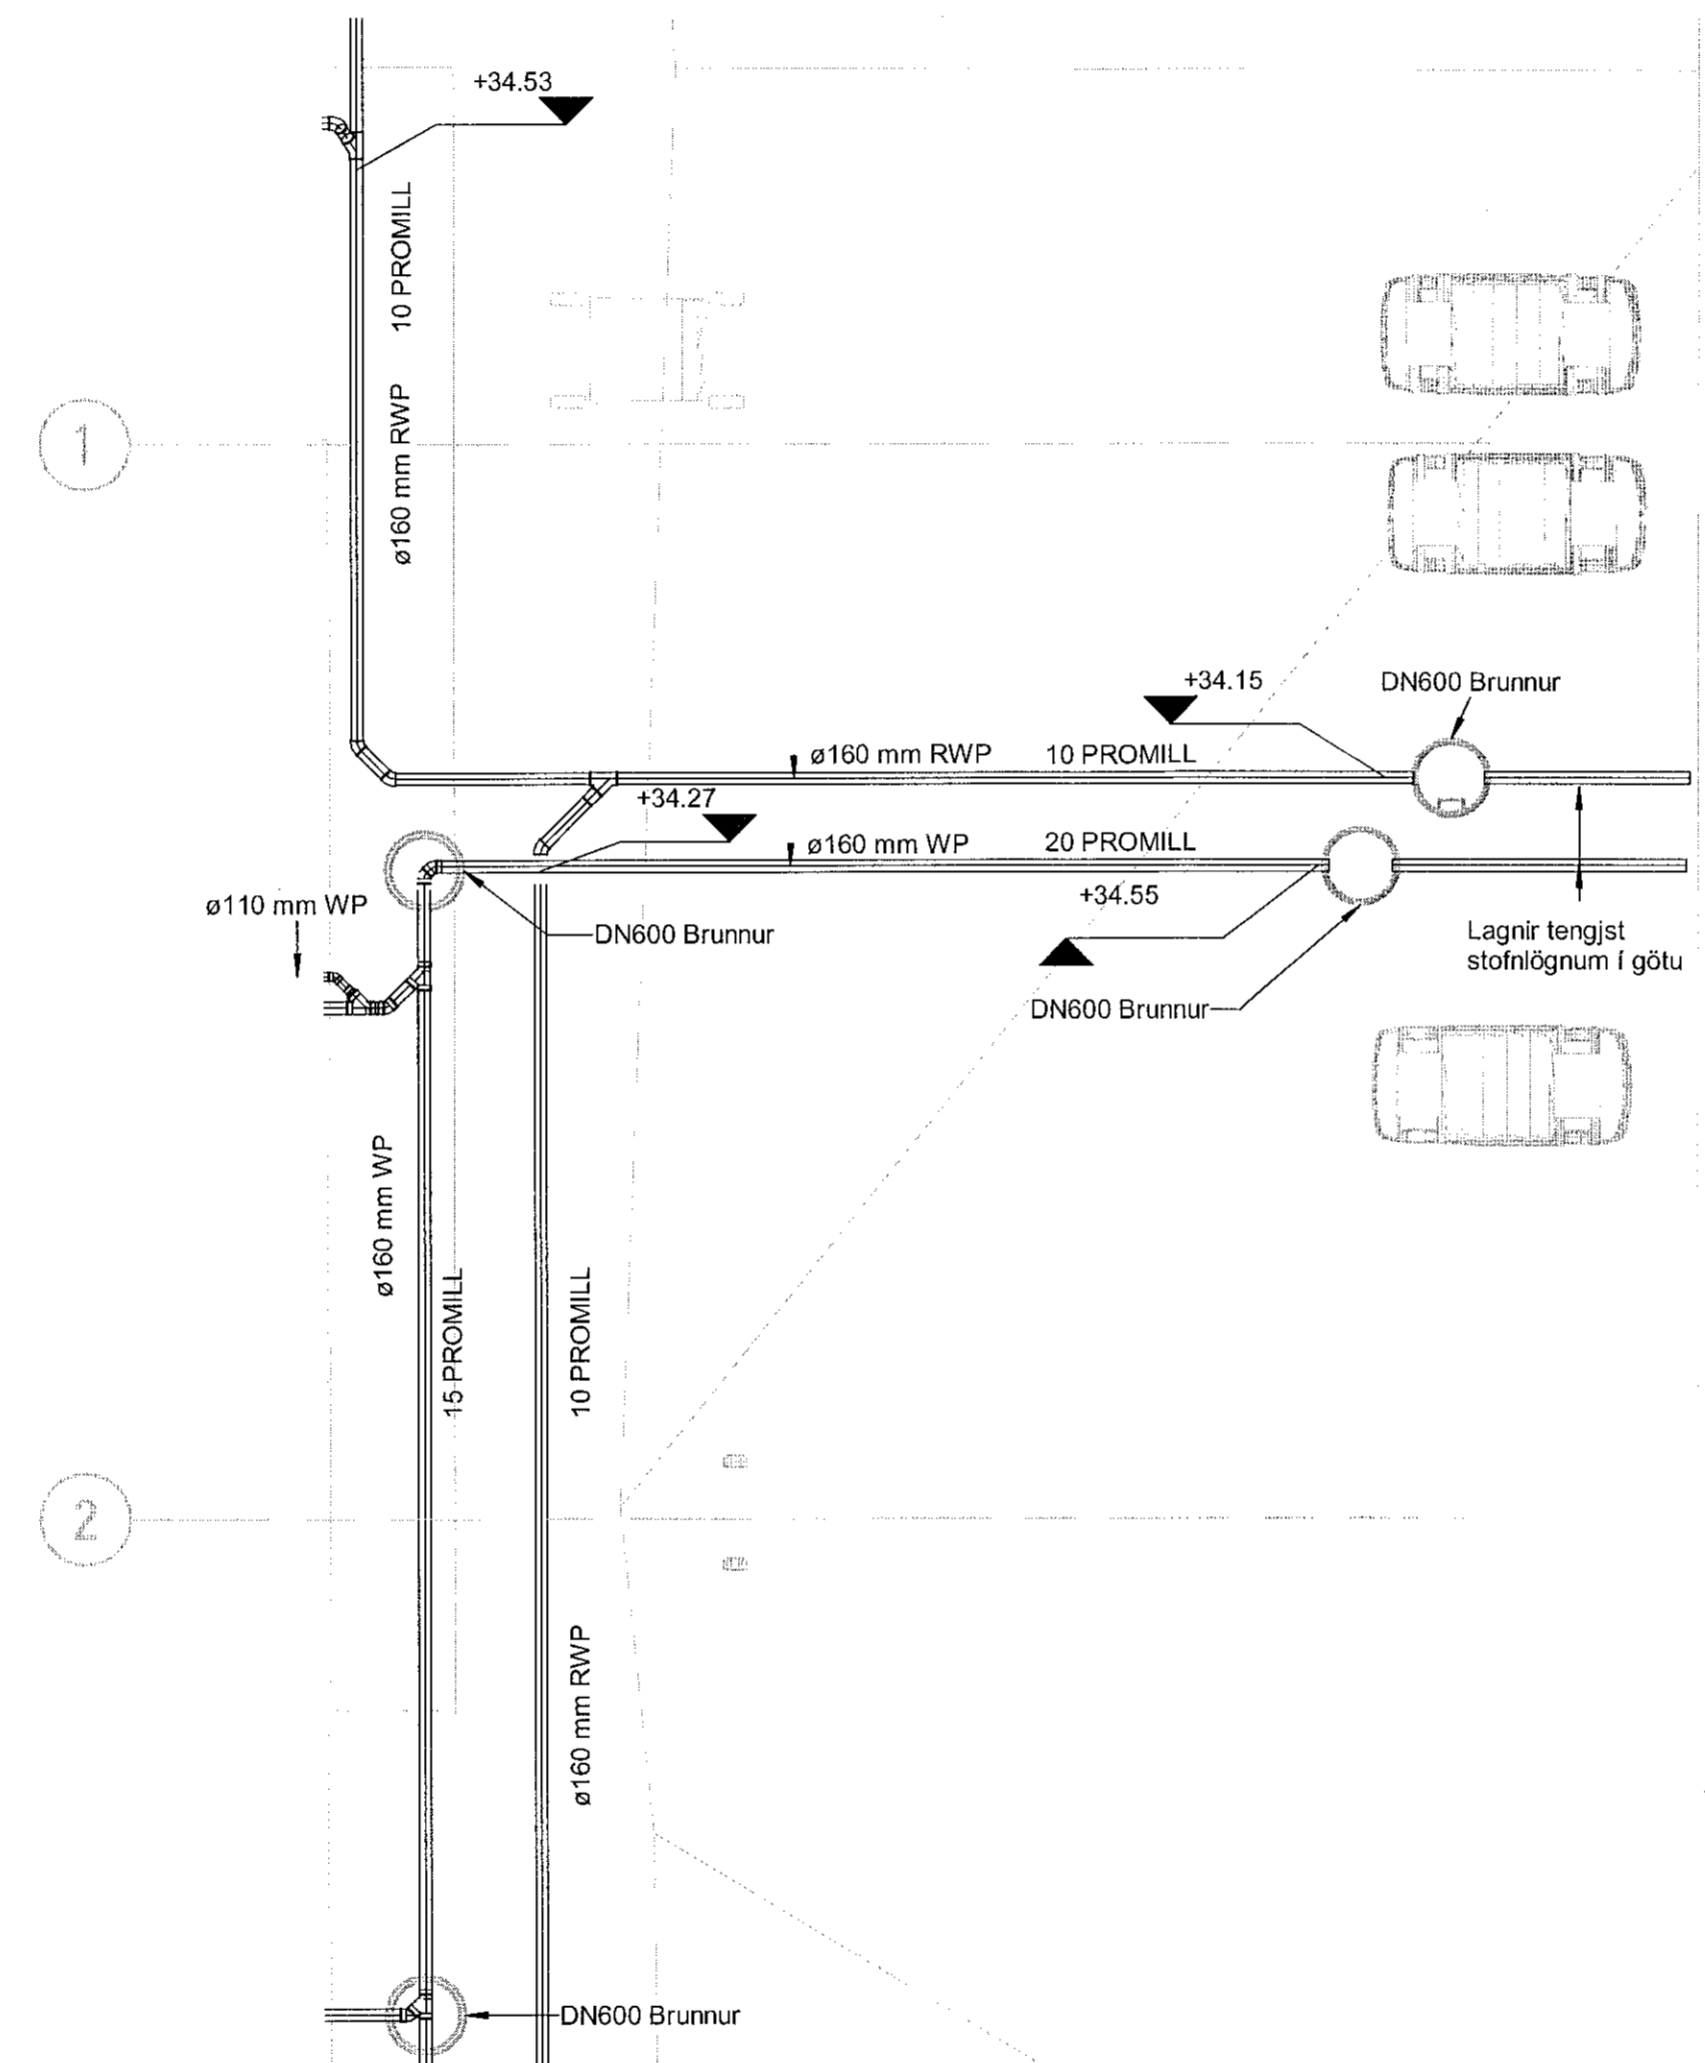 +34.53
10 PROMILL
ø160 mm RWP
1
+34.15
DN600 Brunnur
ø160 mm RWP
10 PROMILL
+34.27
ø160 mm WP
20 PROMILL
ø110 mm WP
+34.55
DN600 Brunnur
Lagnir tengjst
stofnlögnum í götu
DN600 Brunnur
ø160 mm WP
15 PROMILL
10 PROMILL
2
ø160 mm RWP
DN600 Brunnur